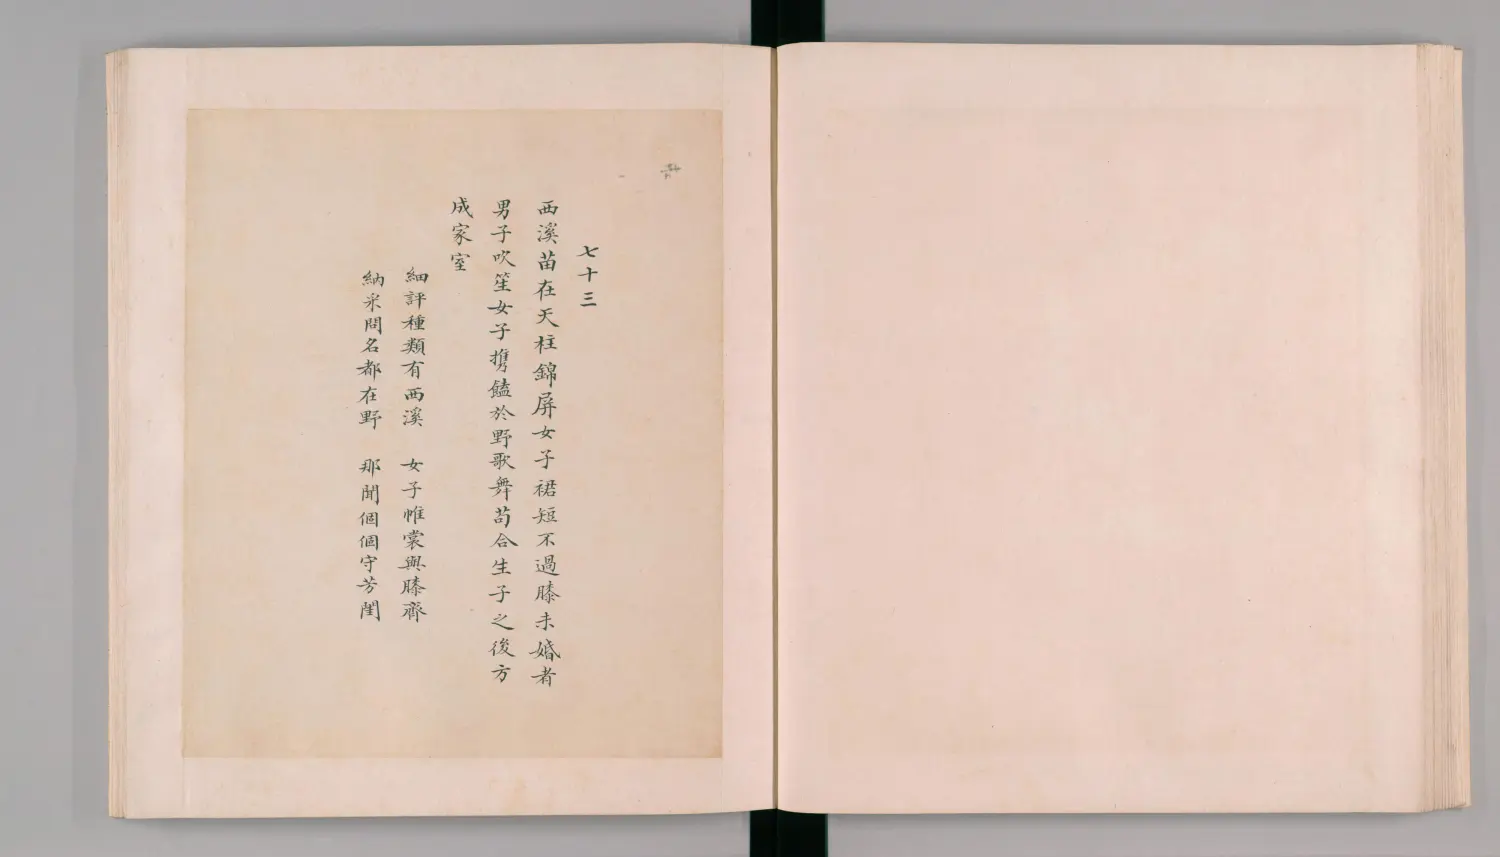 七十三
西溪苗在天柱錦屏女子裙短不過膝未婚者
男子吹笙女子携饁於野歌舞苟合生子之後方
成家室
細評種類有西溪 女子帷裳與膝齊
納采問名都在野 那聞個個守芳閨